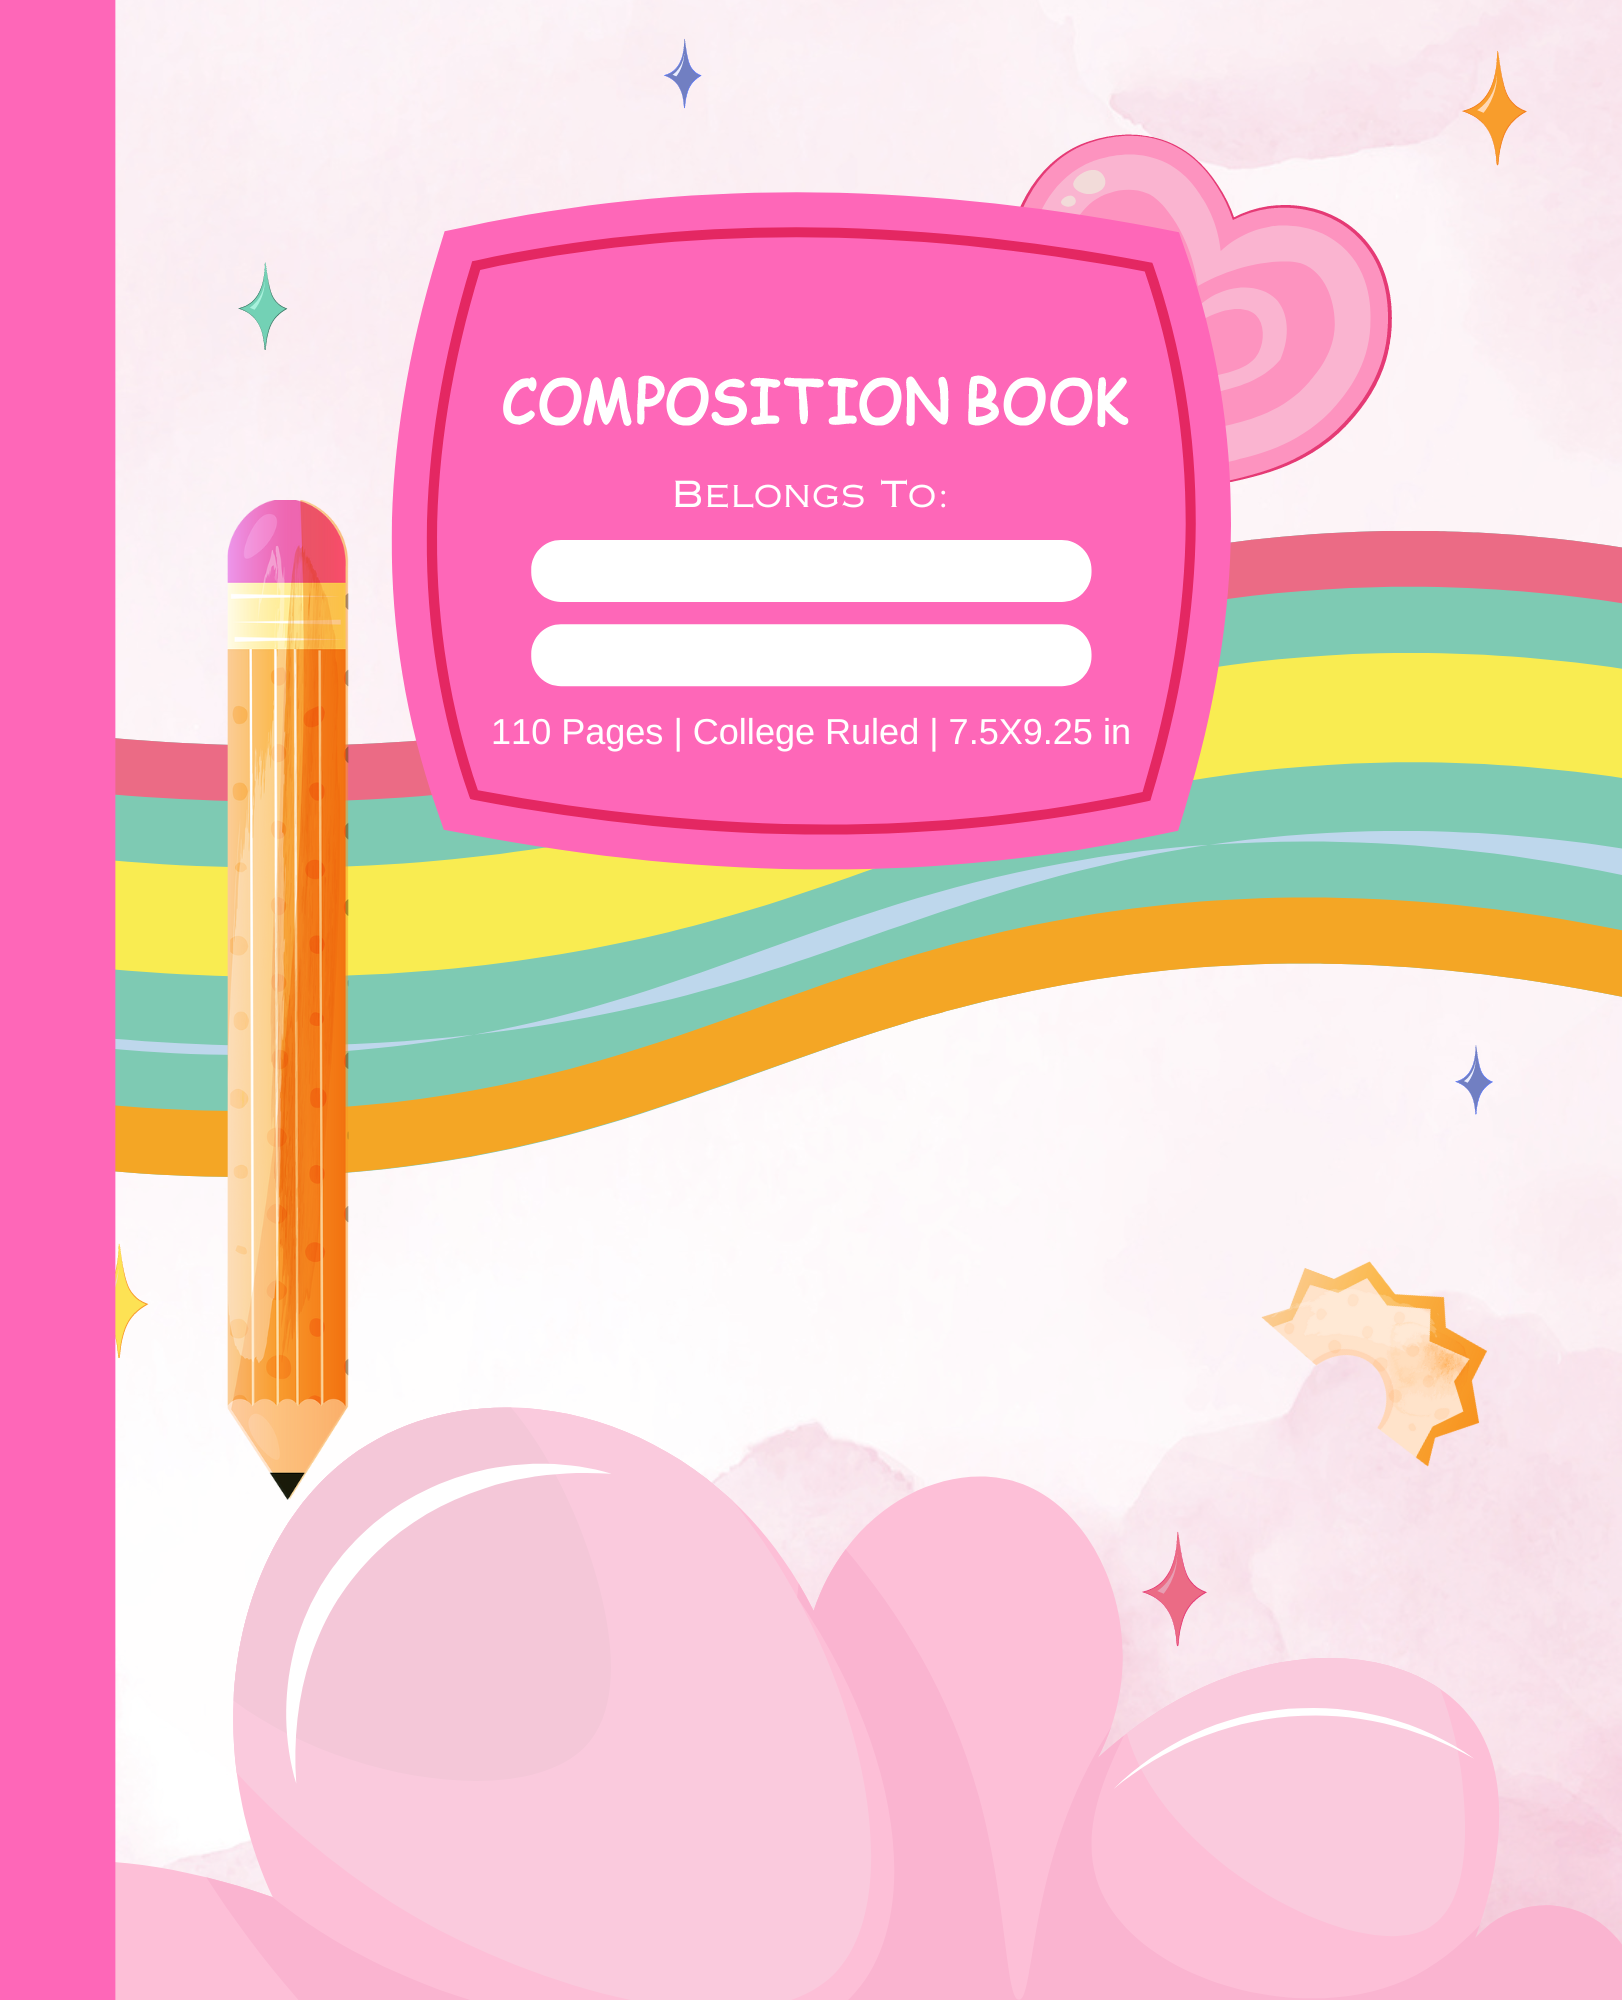 COMPOSITION BOOK
BELONGS TO:
110 Pages | College Ruled | 7.5X9.25 in